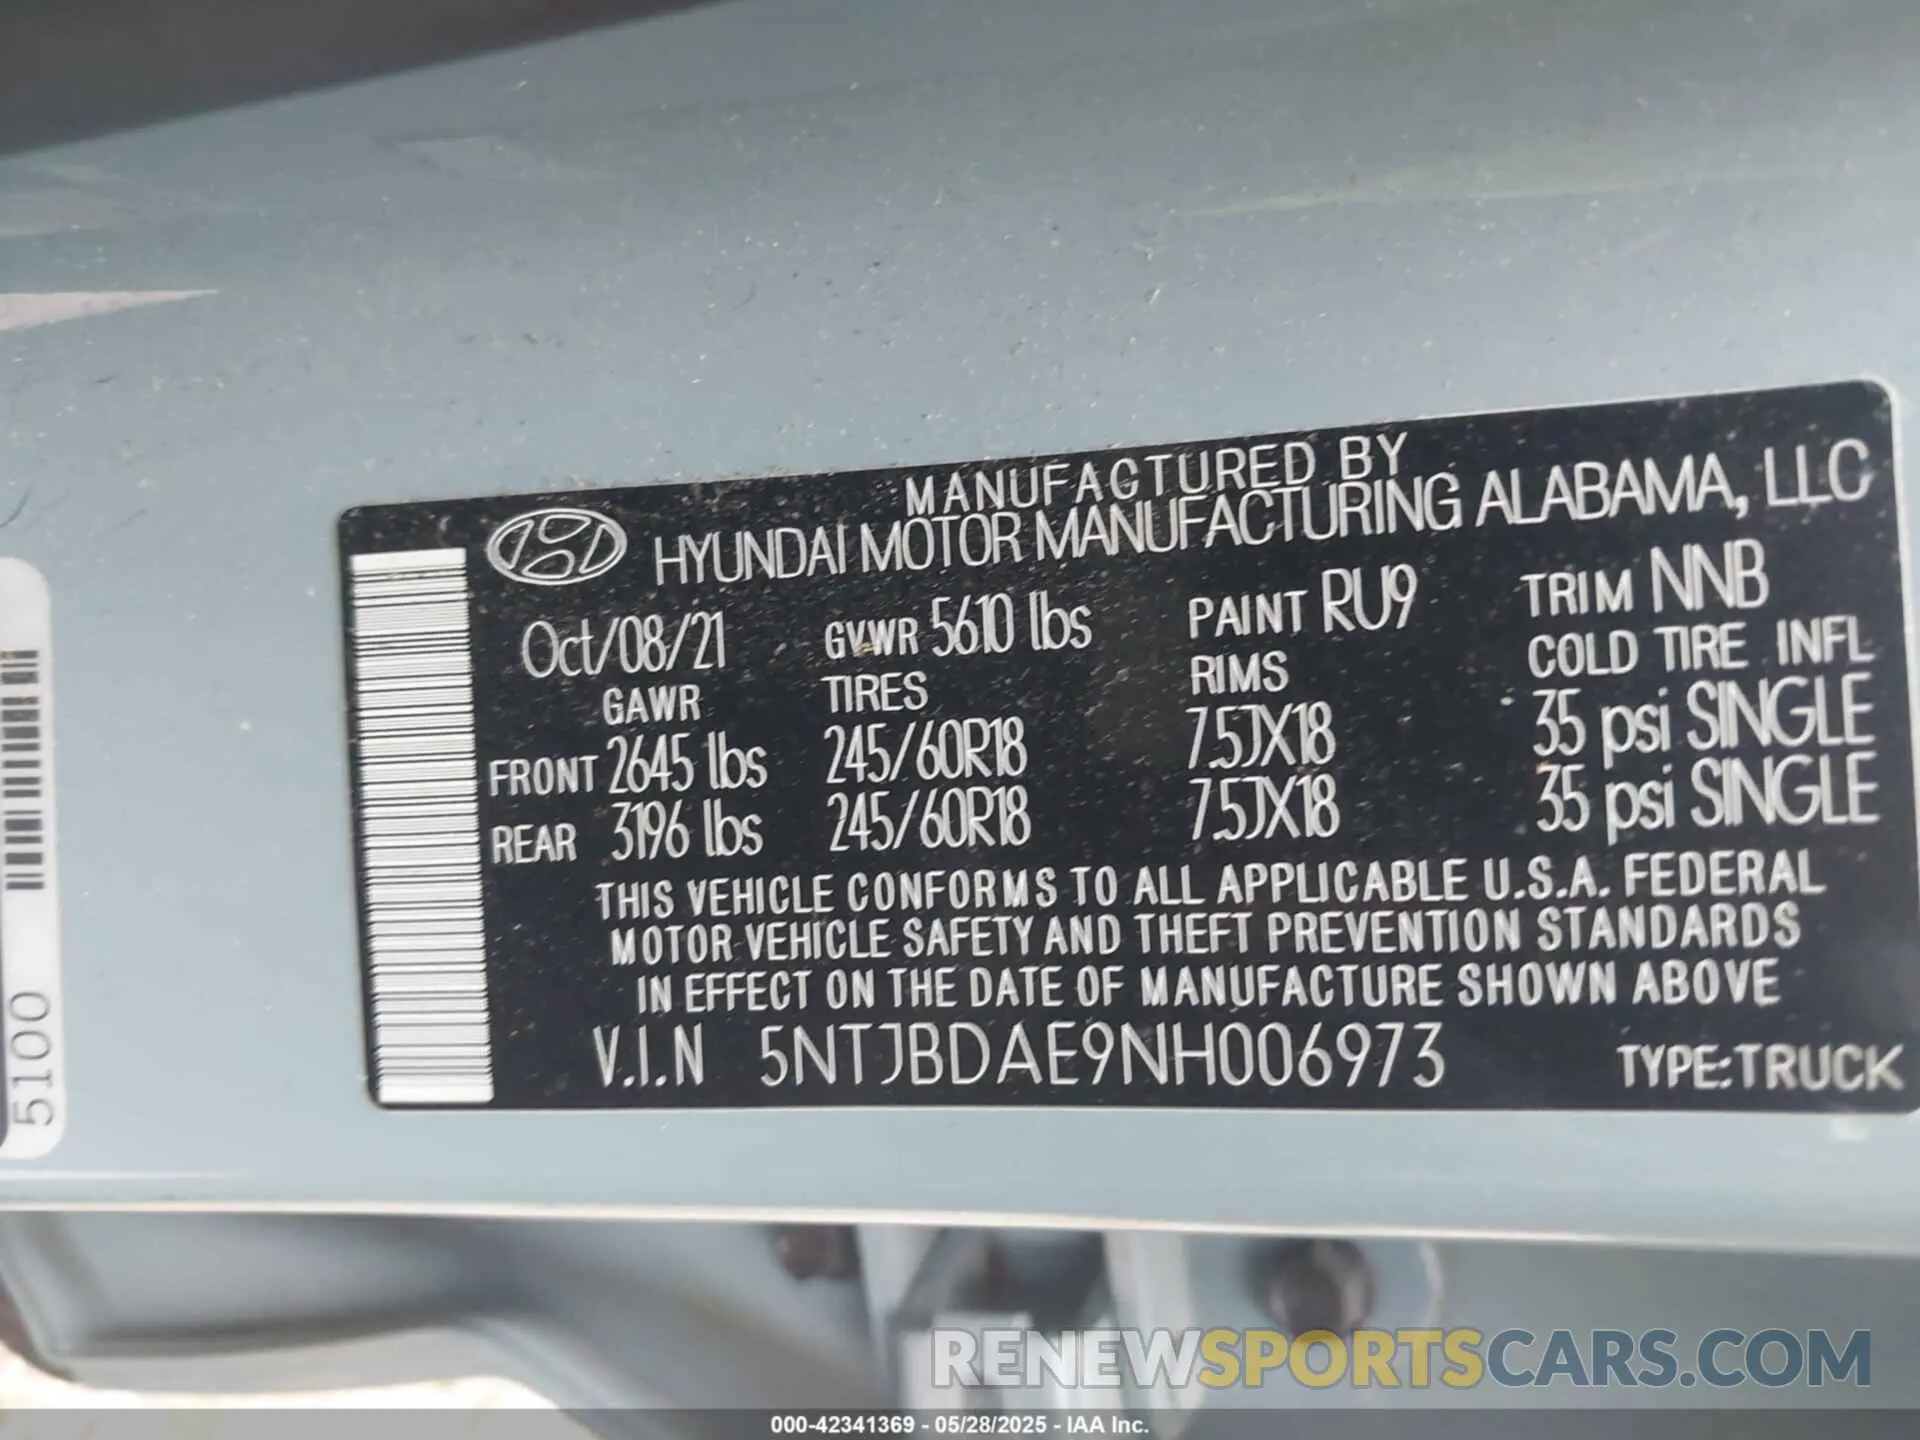 MANUFACTURED BY
HYUNDAI MOTOR MANUFACTURING ALABAMA, LLC
Oct/08/21 GVWR 5610 lbs PAINT RU9 TRIM NNB
GAWR TIRES RIMS COLD TIRE INFL
FRONT 2645 lbs 245/60R18 7.5JX18 35 psi SINGLE
REAR 3196 lbs 245/60R18 7.5JX18 35 psi SINGLE
THIS VEHICLE CONFORMS TO ALL APPLICABLE U.S.A. FEDERAL
MOTOR VEHICLE SAFETY AND THEFT PREVENTION STANDARDS
IN EFFECT ON THE DATE OF MANUFACTURE SHOWN ABOVE
V.I.N 5NTJBDAE9NH006973 TYPE:TRUCK
5100
RENEWSPORTSCARS.COM
000-42341369 - 05/28/2025 - IAA Inc.